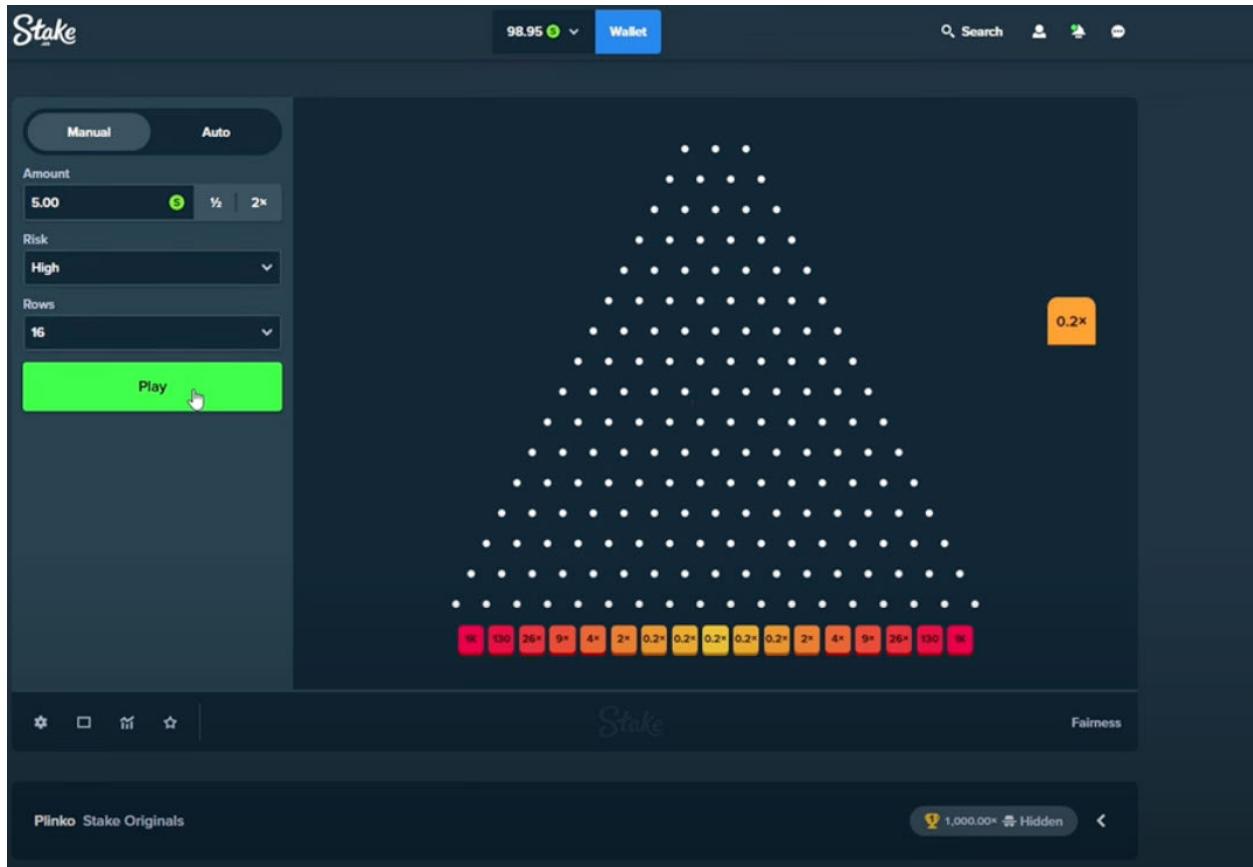 Stake
98.95
Wallet
Search
Manual
Auto
Amount
5.00
½
2×
Risk
High
Rows
16
Play
0.2×
1K 130 26× 9× 4× 2× 0.2× 0.2× 0.2× 0.2× 0.2× 2× 4× 9× 26× 130 1K
Stake
Fairness
Plinko Stake Originals
1,000.00× Hidden